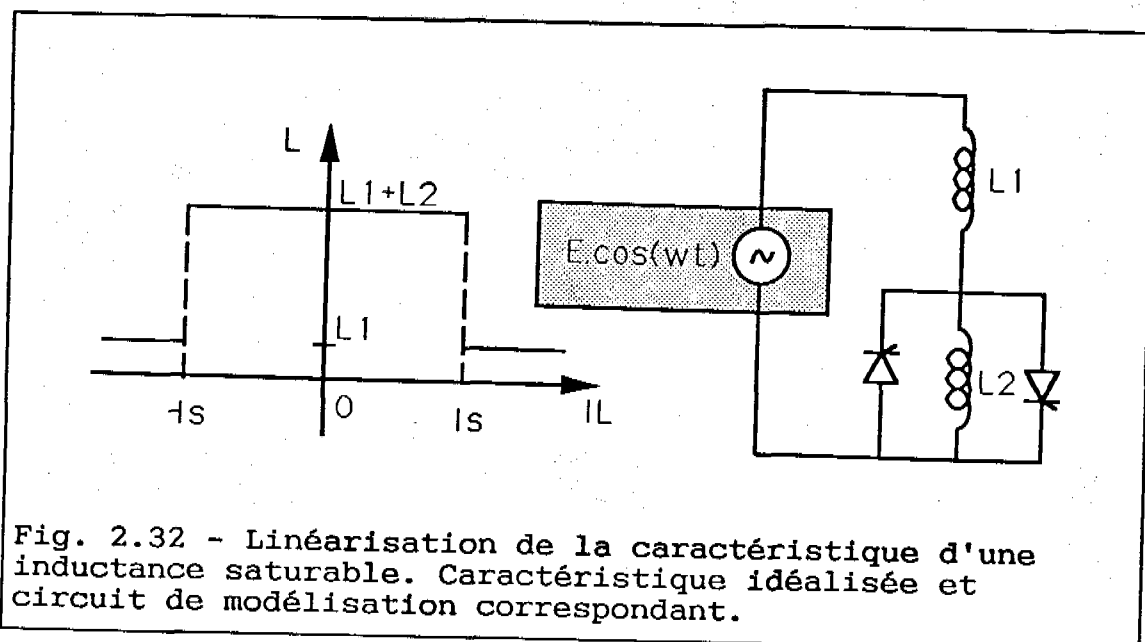 L
L1+L2
L1
-Is
0
Is
IL
E.cos(wt)
~
L1
L2
Fig. 2.32 - Linéarisation de la caractéristique d'une
inductance saturable. Caractéristique idéalisée et
circuit de modélisation correspondant.